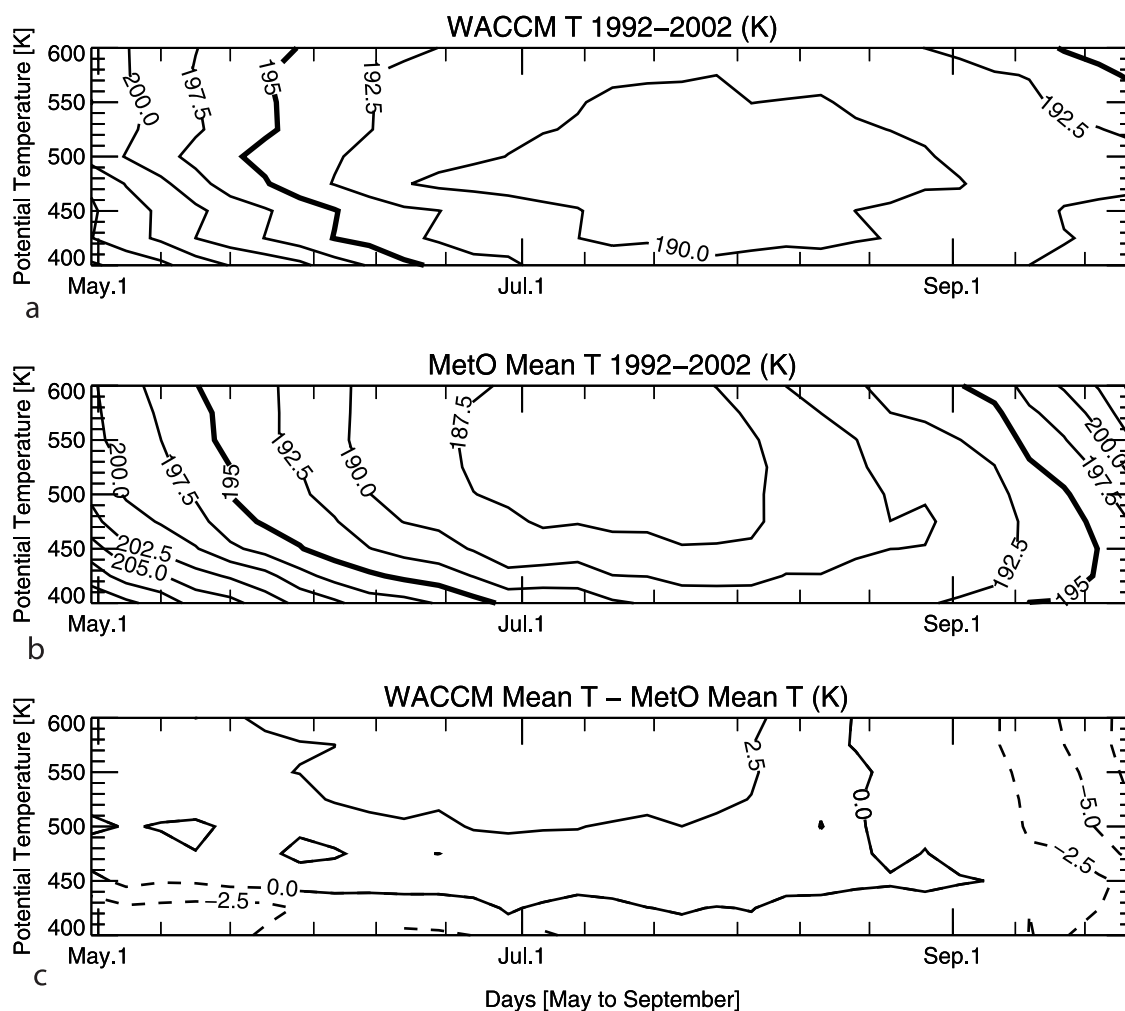 WACCM T 1992–2002 (K)
Potential Temperature [K]
600
550
500
450
400
200.0
197.5
195
192.5
192.5
190.0
May.1
Jul.1
Sep.1
a
MetO Mean T 1992–2002 (K)
Potential Temperature [K]
600
550
500
450
400
200.0
197.5
195
192.5
190.0
187.5
202.5
205.0
192.5
195
197.5
200.0
May.1
Jul.1
Sep.1
b
WACCM Mean T – MetO Mean T (K)
Potential Temperature [K]
600
550
500
450
400
2.5
0.0
0.0
−2.5
−5.0
−2.5
May.1
Jul.1
Sep.1
c
Days [May to September]